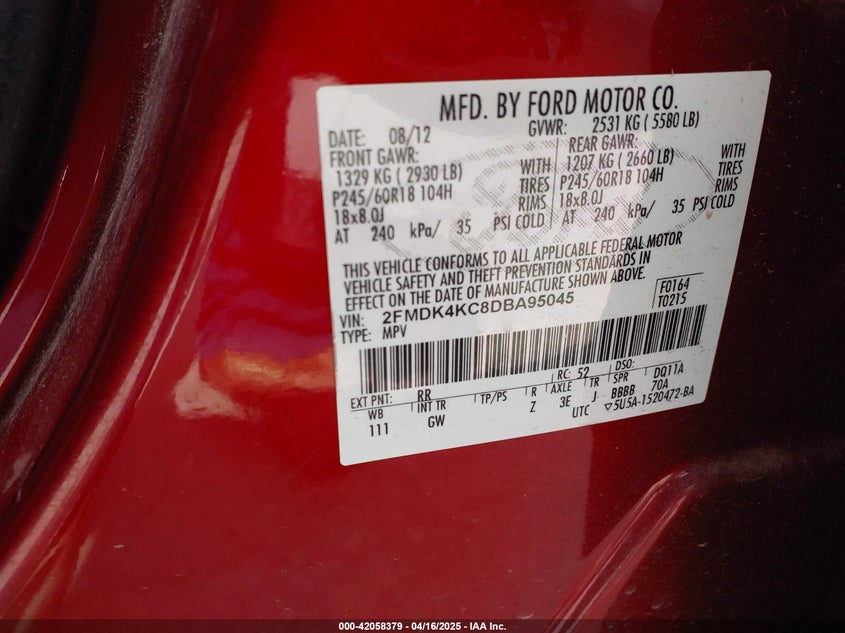 MFD. BY FORD MOTOR CO.
DATE: 08/12 GVWR: 2531 KG ( 5580 LB)
FRONT GAWR: REAR GAWR:
1329 KG ( 2930 LB) WITH 1207 KG ( 2660 LB) WITH
P245/60R18 104H TIRES P245/60R18 104H TIRES
18x8.0J RIMS 18x8.0J RIMS
AT 240 kPa/ 35 PSI COLD AT 240 kPa/ 35 PSI COLD
THIS VEHICLE CONFORMS TO ALL APPLICABLE FEDERAL MOTOR
VEHICLE SAFETY AND THEFT PREVENTION STANDARDS IN
EFFECT ON THE DATE OF MANUFACTURE SHOWN ABOVE.
VIN: 2FMDK4KC8DBA95045 F0164
TYPE: MPV T0215
EXT PNT: RR RC: 52 DSO:
WB INT TR TP/PS R AXLE TR SPR DQ11A
111 GW Z 3E J BBBB 70A
UTC ▽5U5A-1520472-BA
000-42058379 - 04/16/2025 - IAA Inc.